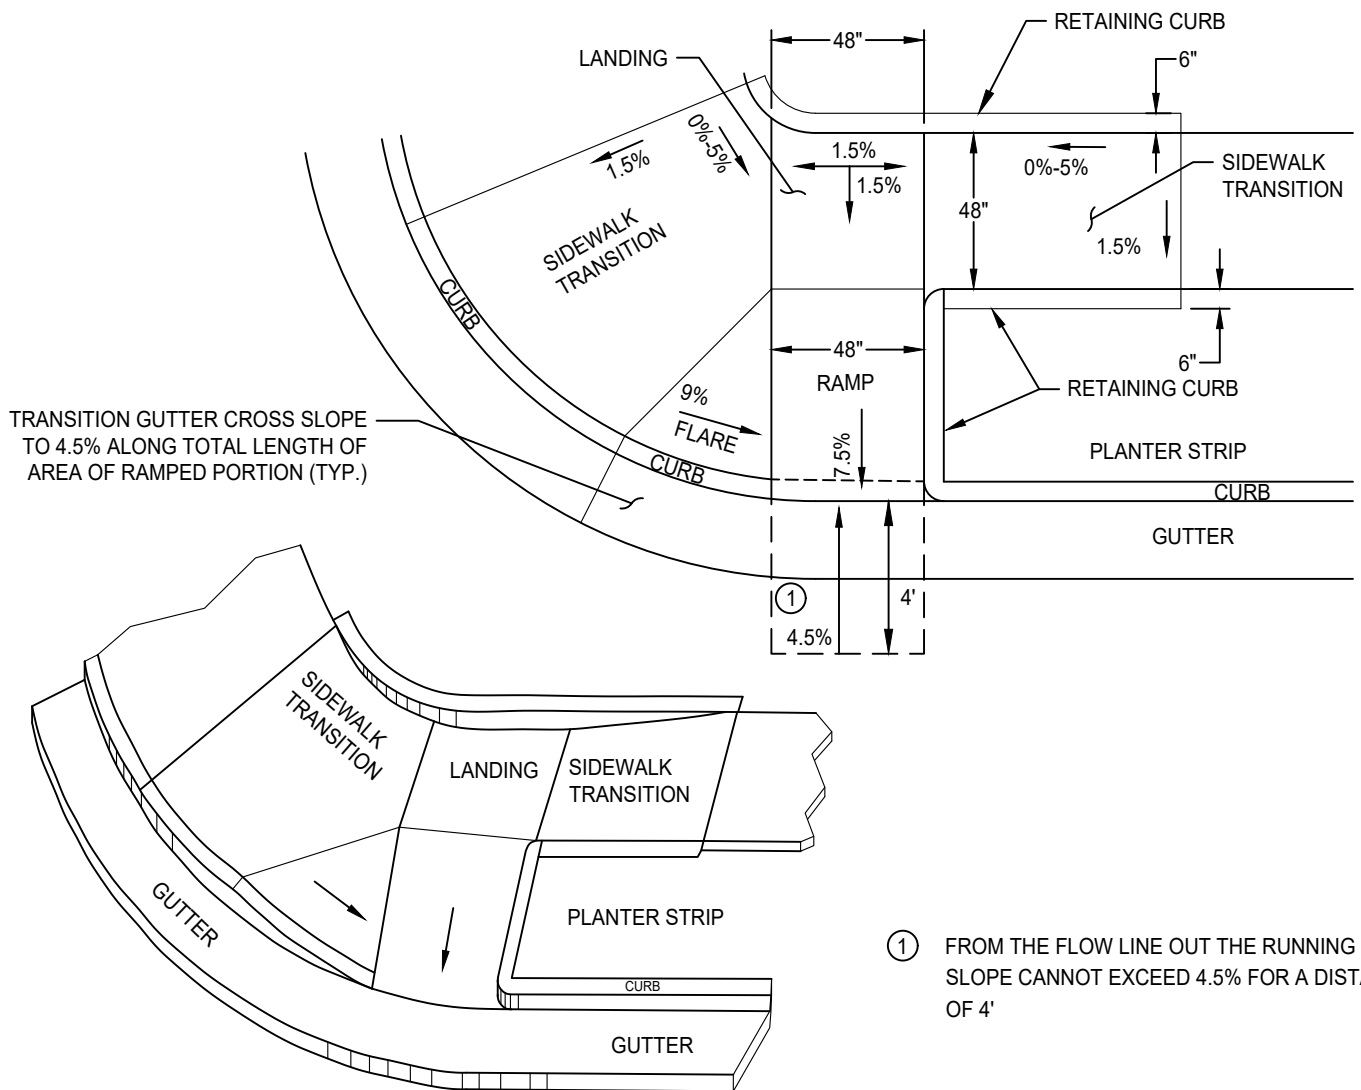 RETAINING CURB
48"
LANDING
6"
0%-5%
1.5%
1.5%
1.5%
0%-5%
SIDEWALK
TRANSITION
48"
1.5%
SIDEWALK
TRANSITION
CURB
48"
6"
RAMP
RETAINING CURB
9%
FLARE
TRANSITION GUTTER CROSS SLOPE
TO 4.5% ALONG TOTAL LENGTH OF
AREA OF RAMPED PORTION (TYP.)
7.5%
PLANTER STRIP
CURB
CURB
GUTTER
1
4'
4.5%
SIDEWALK
TRANSITION
LANDING
SIDEWALK
TRANSITION
GUTTER
PLANTER STRIP
CURB
GUTTER
1 FROM THE FLOW LINE OUT THE RUNNING
SLOPE CANNOT EXCEED 4.5% FOR A
OF 4'